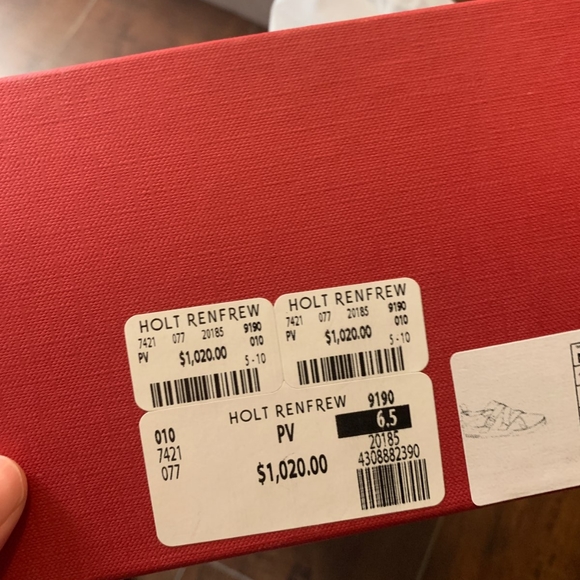 HOLT RENFREW
7421 077 20185 9190
010
PV $1,020.00
5-10
HOLT RENFREW
7421 077 20185 9190
010
PV $1,020.00
5-10
HOLT RENFREW 9190
010 PV 6.5
7421 20185
077 $1,020.00 4308882390